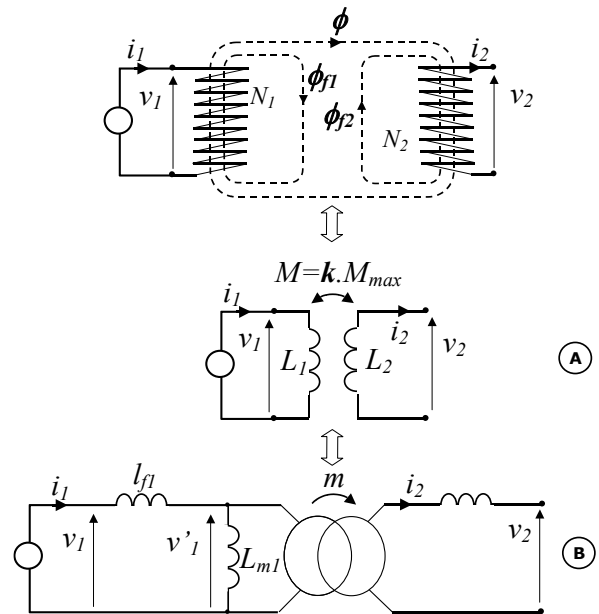 ϕ
i1 i2
v1 N1 ϕf1 ϕf2 N2 v2
M=k.Mmax
i1 i2
v1 L1 L2 v2 A
i1 lf1 m i2
v1 v'1 Lm1 v2 B